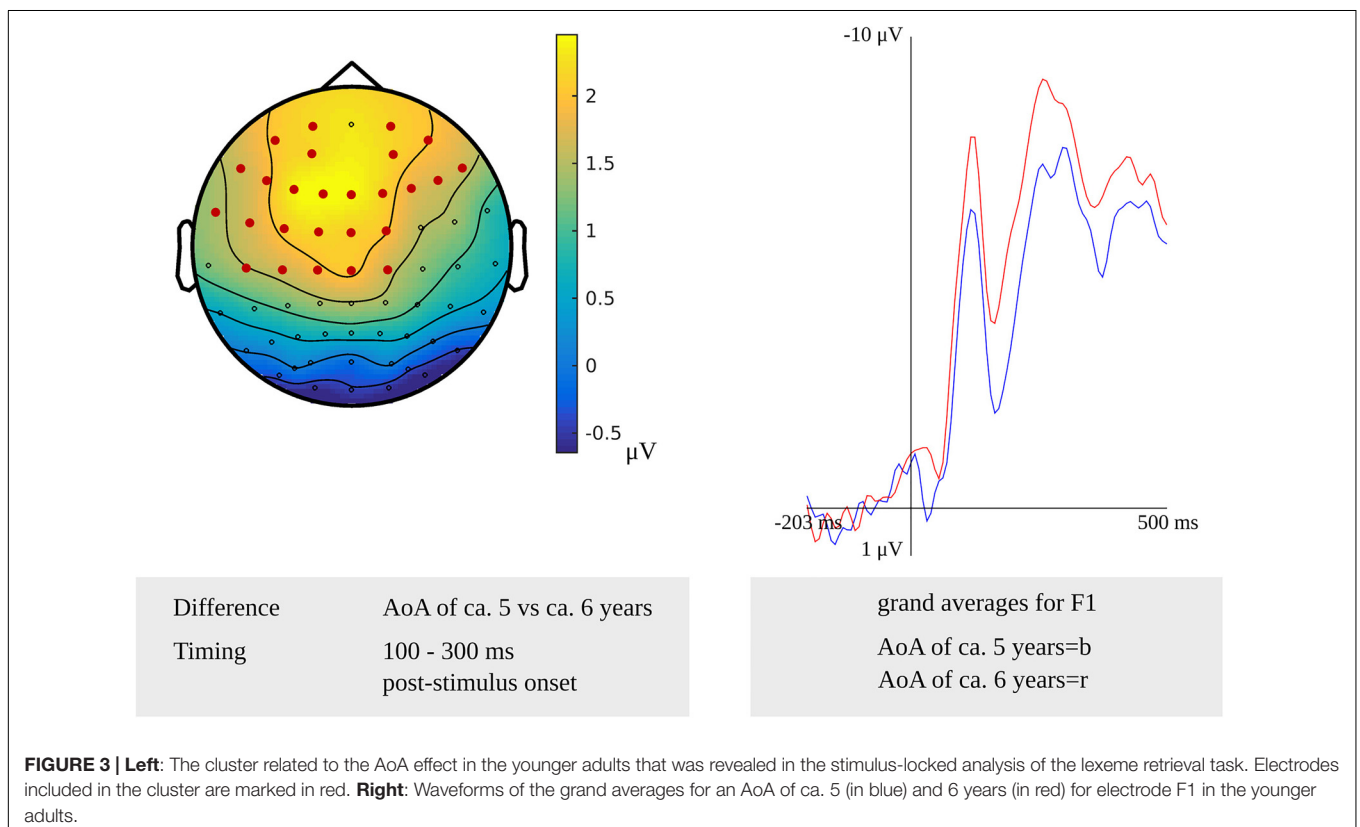 2
1.5
1
0.5
0
-0.5
μV
-10 μV
-203 ms
500 ms
1 μV
Difference AoA of ca. 5 vs ca. 6 years
Timing 100 - 300 ms
post-stimulus onset
grand averages for F1
AoA of ca. 5 years=b
AoA of ca. 6 years=r
FIGURE 3 | Left: The cluster related to the AoA effect in the younger adults that was revealed in the stimulus-locked analysis of the lexeme retrieval task. Electrodes
included in the cluster are marked in red. Right: Waveforms of the grand averages for an AoA of ca. 5 (in blue) and 6 years (in red) for electrode F1 in the younger
adults.